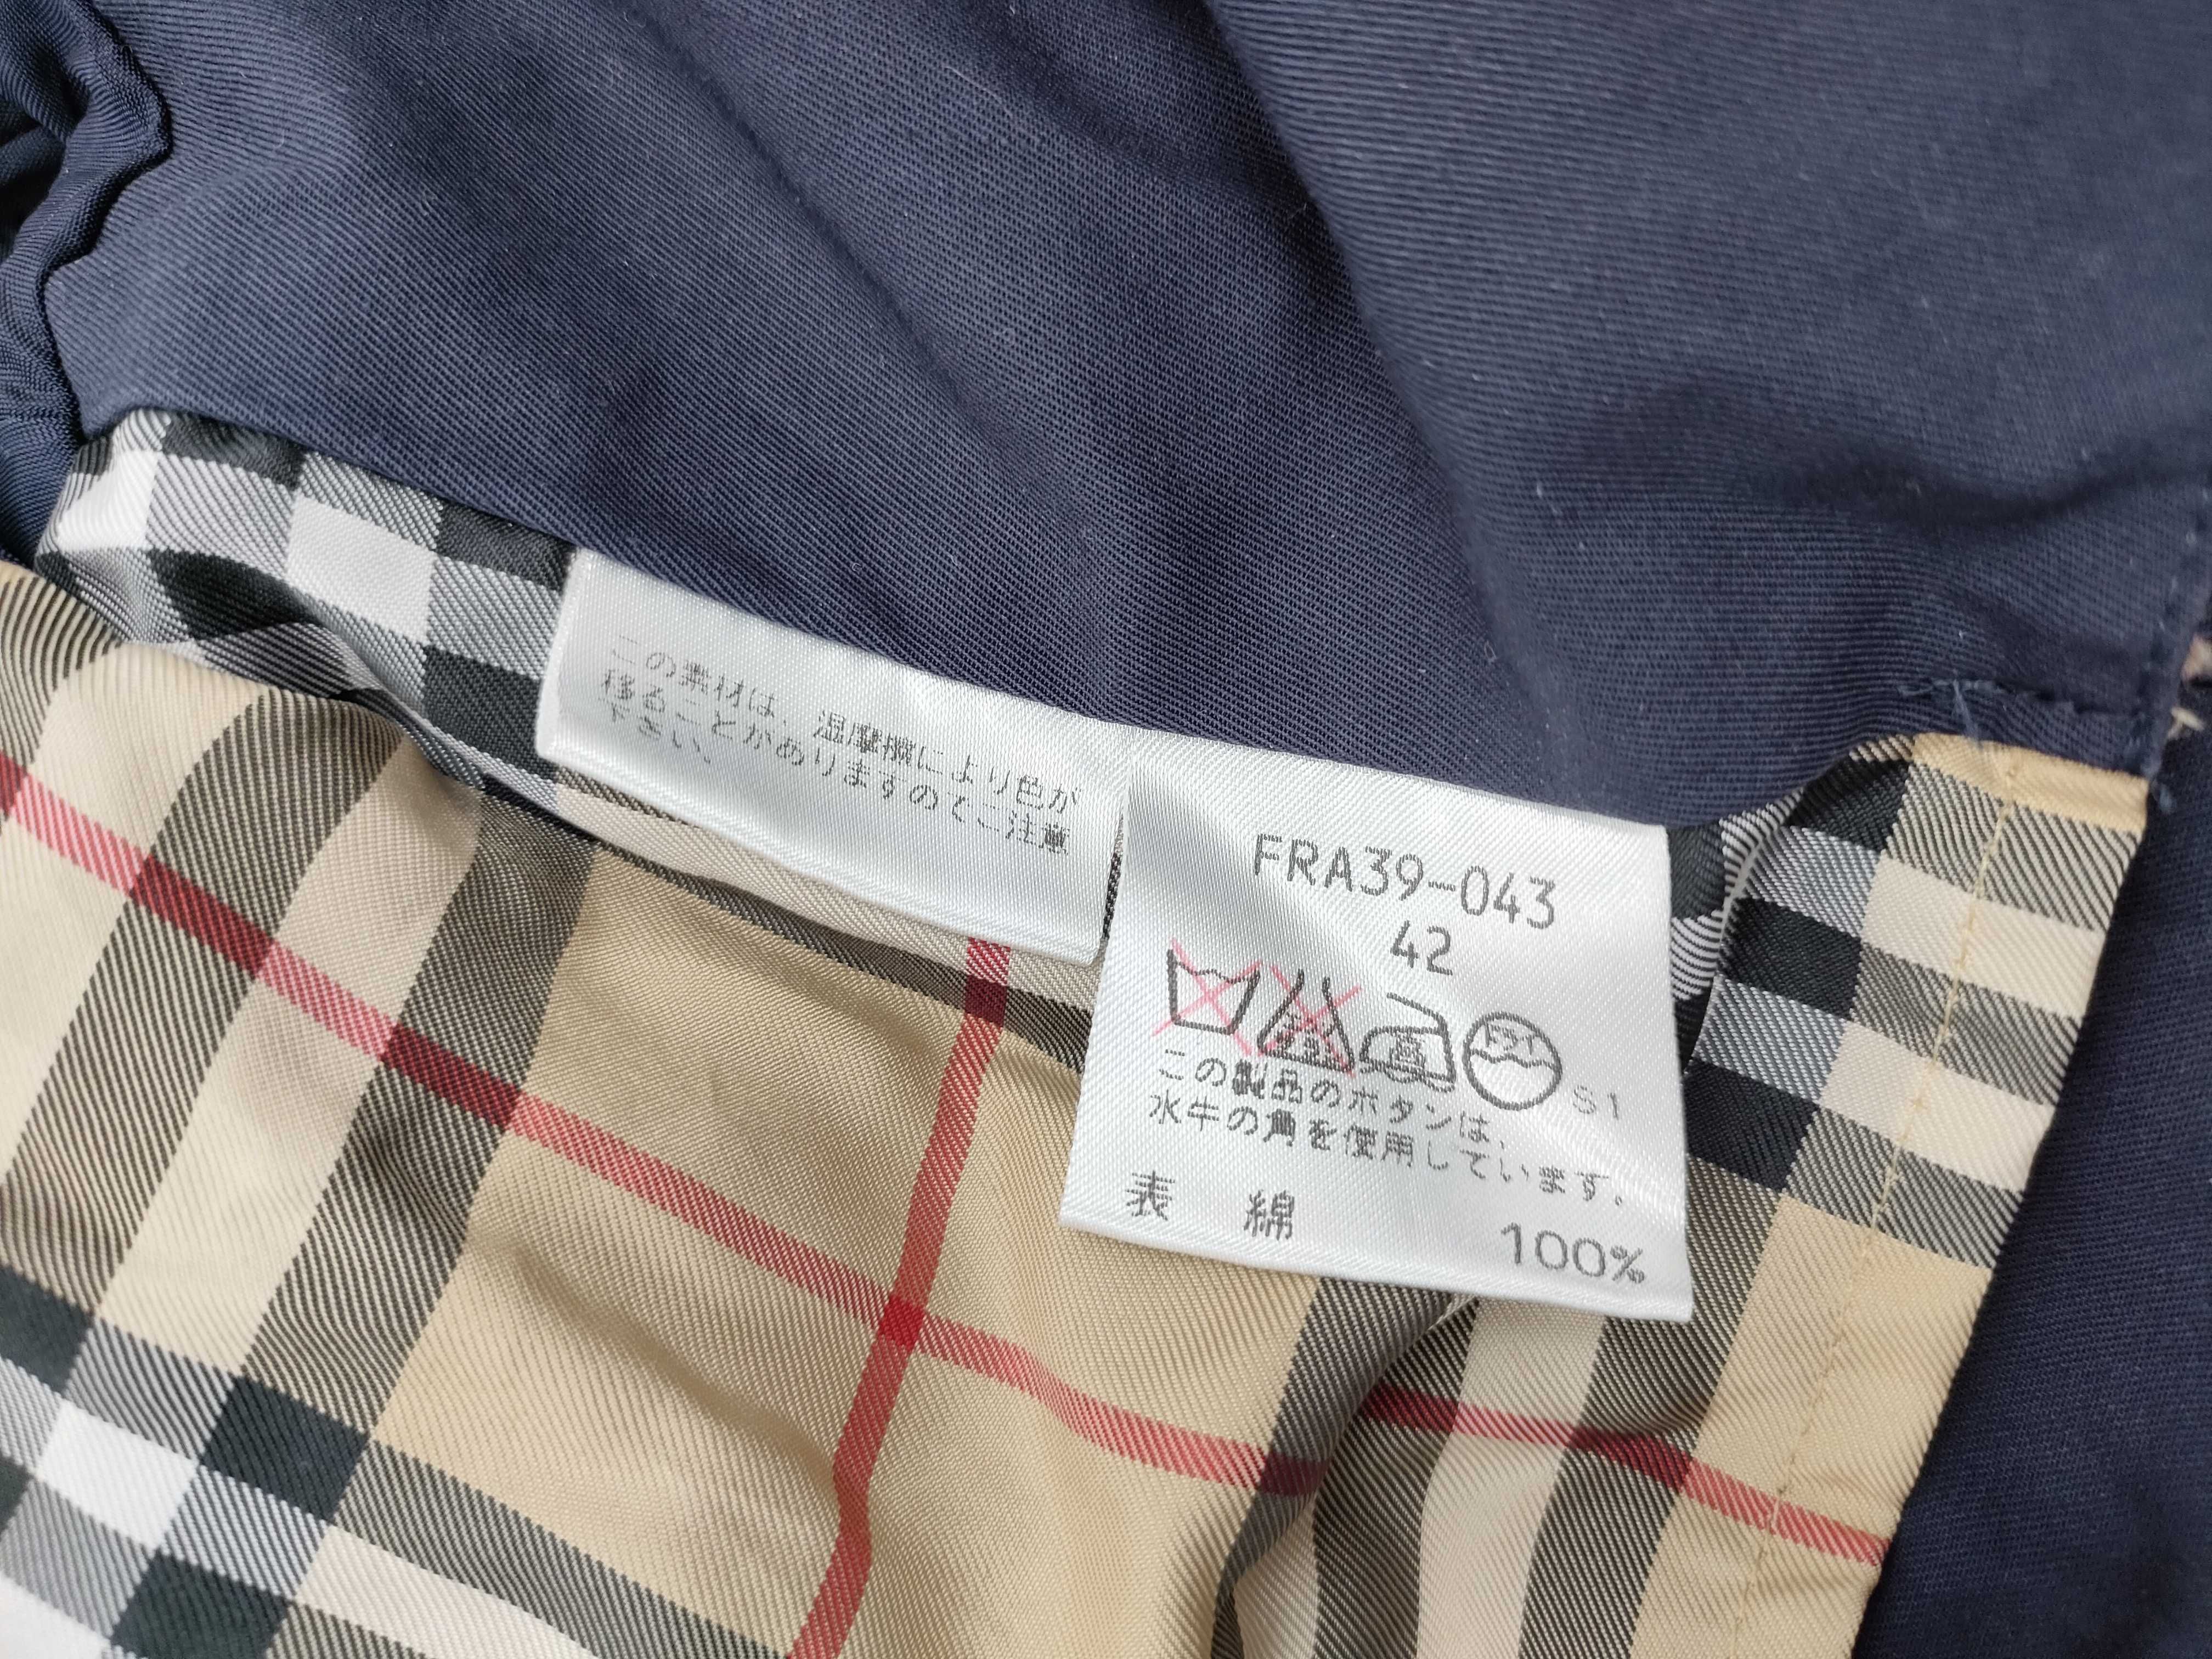 この素材は、湿摩擦により色が
移ることがありますのでご注意
下さい、
FRA39-043
42
ドライ
S1
この製品のボタンは、
水牛の角を使用しています。
表 綿 100%